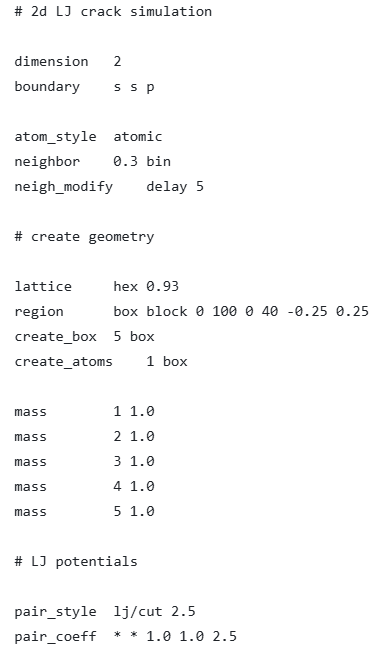 # 2d LJ crack simulation
dimension 2
boundary s s p
atom_style atomic
neighbor 0.3 bin
neigh_modify delay 5
# create geometry
lattice hex 0.93
region box block 0 100 0 40 -0.25 0.25
create_box 5 box
create_atoms 1 box
mass 1 1.0
mass 2 1.0
mass 3 1.0
mass 4 1.0
mass 5 1.0
# LJ potentials
pair_style lj/cut 2.5
pair_coeff * * 1.0 1.0 2.5